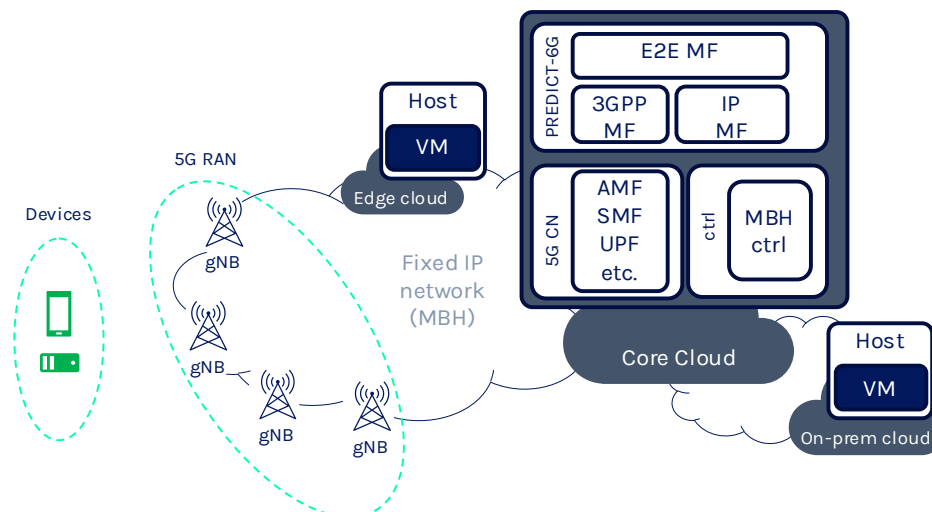 PREDICT-6G
E2E MF
3GPP
MF
IP
MF
Host
VM
Edge cloud
5G RAN
Devices
gNB
gNB
gNB
gNB
Fixed IP
network
(MBH)
5G CN
AMF
SMF
UPF
etc.
ctrl
MBH
ctrl
Core Cloud
Host
VM
On-prem cloud